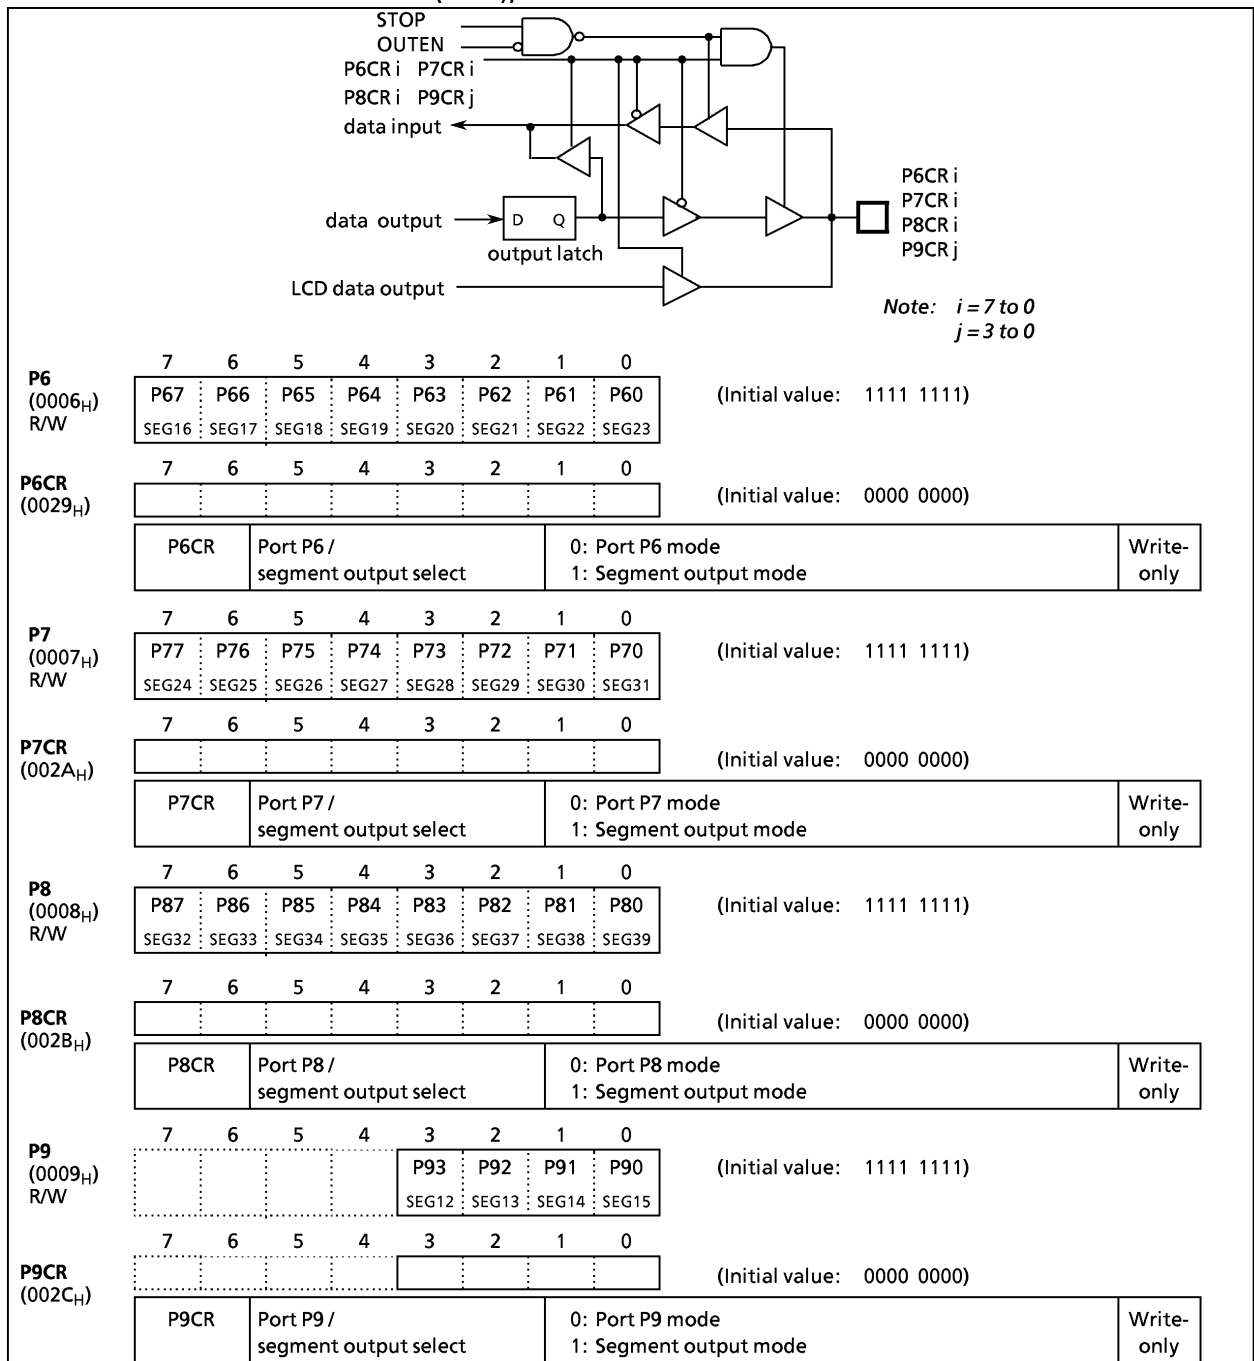 STOP
OUTEN
P6CR i P7CR i
P8CR i P9CR j
data input
P6CR i
P7CR i
P8CR i
P9CR j
data output
D Q
output latch
LCD data output
Note: i = 7 to 0
j = 3 to 0
7 6 5 4 3 2 1 0
P6
(0006H)
R/W
P67 P66 P65 P64 P63 P62 P61 P60
SEG16 SEG17 SEG18 SEG19 SEG20 SEG21 SEG22 SEG23
(Initial value: 1111 1111)
7 6 5 4 3 2 1 0
P6CR
(0029H)
(Initial value: 0000 0000)
P6CR Port P6 / 0: Port P6 mode Write-
segment output select 1: Segment output mode only
7 6 5 4 3 2 1 0
P7
(0007H)
R/W
P77 P76 P75 P74 P73 P72 P71 P70
SEG24 SEG25 SEG26 SEG27 SEG28 SEG29 SEG30 SEG31
(Initial value: 1111 1111)
7 6 5 4 3 2 1 0
P7CR
(002AH)
(Initial value: 0000 0000)
P7CR Port P7 / 0: Port P7 mode Write-
segment output select 1: Segment output mode only
7 6 5 4 3 2 1 0
P8
(0008H)
R/W
P87 P86 P85 P84 P83 P82 P81 P80
SEG32 SEG33 SEG34 SEG35 SEG36 SEG37 SEG38 SEG39
(Initial value: 1111 1111)
7 6 5 4 3 2 1 0
P8CR
(002BH)
(Initial value: 0000 0000)
P8CR Port P8 / 0: Port P8 mode Write-
segment output select 1: Segment output mode only
7 6 5 4 3 2 1 0
P9
(0009H)
R/W
P93 P92 P91 P90
SEG12 SEG13 SEG14 SEG15
(Initial value: 1111 1111)
7 6 5 4 3 2 1 0
P9CR
(002CH)
(Initial value: 0000 0000)
P9CR Port P9 / 0: Port P9 mode Write-
segment output select 1: Segment output mode only